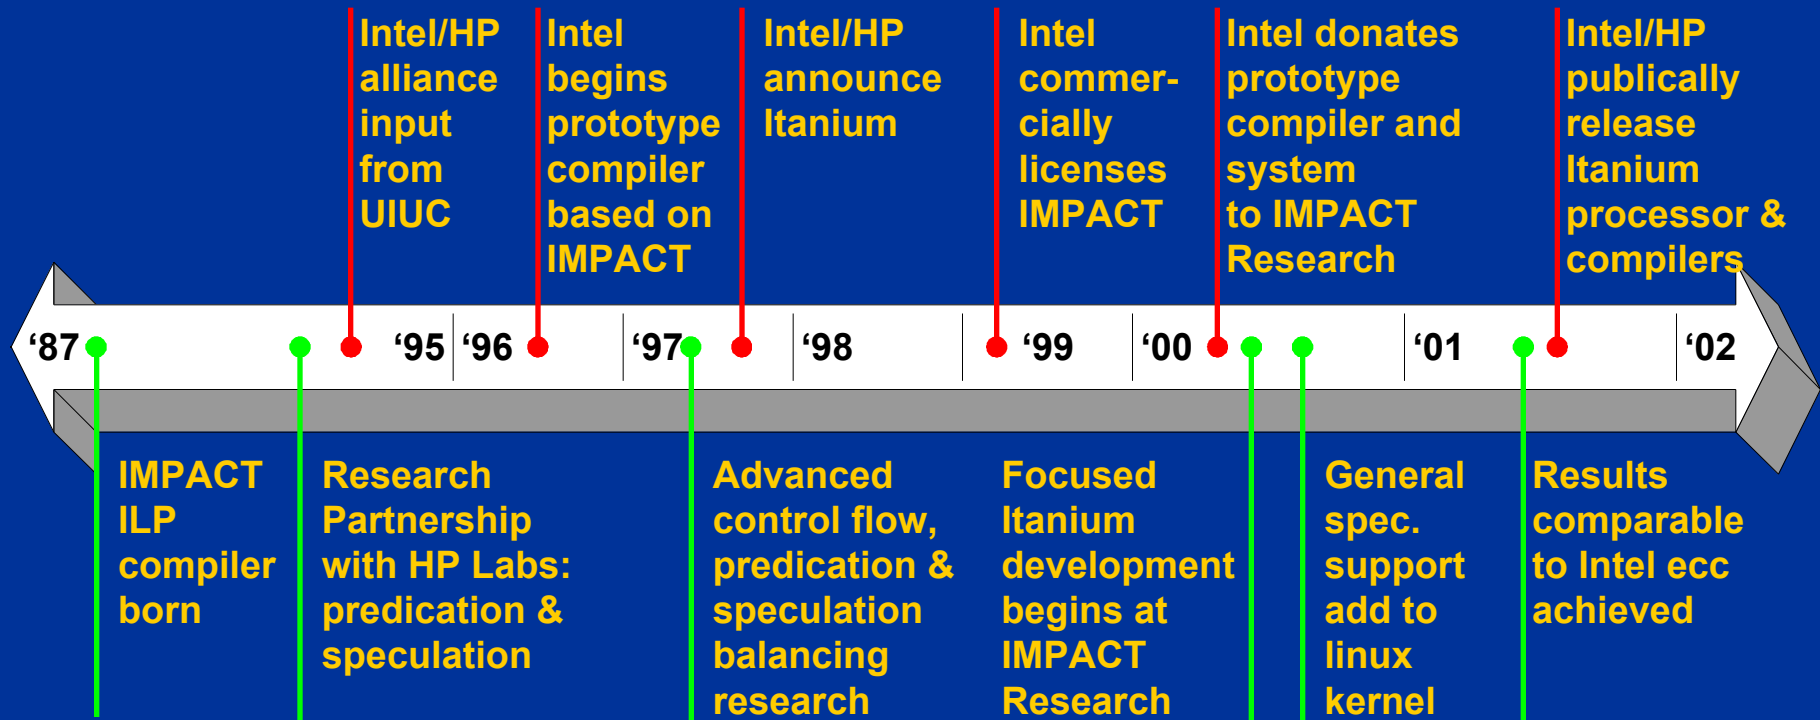 Intel/HP
alliance
input
from
UIUC
Intel
begins
prototype
compiler
based on
IMPACT
Intel/HP
announce
Itanium
Intel
commer-
cially
licenses
IMPACT
Intel donates
prototype
compiler and
system
to IMPACT
Research
Intel/HP
publically
release
Itanium
processor &
compilers
‘87 ‘95 ‘96 ‘97 ‘98 ‘99 ‘00 ‘01 ‘02
IMPACT
ILP
compiler
born
Research
Partnership
with HP Labs:
predication &
speculation
Advanced
control flow,
predication &
speculation
balancing
research
Focused
Itanium
development
begins at
IMPACT
Research
General
spec.
support
add to
linux
kernel
Results
comparable
to Intel ecc
achieved